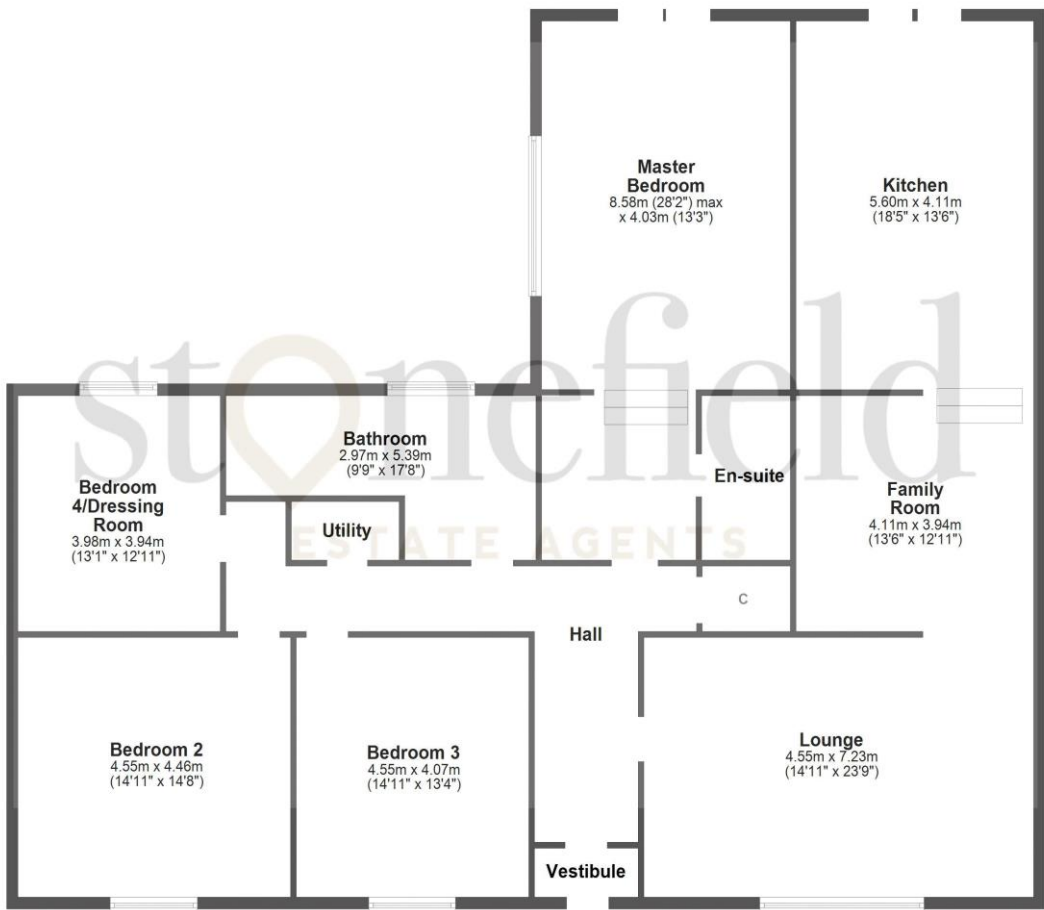 Master
Bedroom
8.58m (28'2") max
x 4.03m (13'3")
Kitchen
5.60m x 4.11m
(18'5" x 13'6")
stonefield
ESTATE AGENTS
Bathroom
2.97m x 5.39m
(9'9" x 17'8")
Bedroom
4/Dressing
Room
3.98m x 3.94m
(13'1" x 12'11")
Utility
En-suite
Family
Room
4.11m x 3.94m
(13'6" x 12'11")
C
Hall
Bedroom 2
4.55m x 4.46m
(14'11" x 14'8")
Bedroom 3
4.55m x 4.07m
(14'11" x 13'4")
Lounge
4.55m x 7.23m
(14'11" x 23'9")
Vestibule